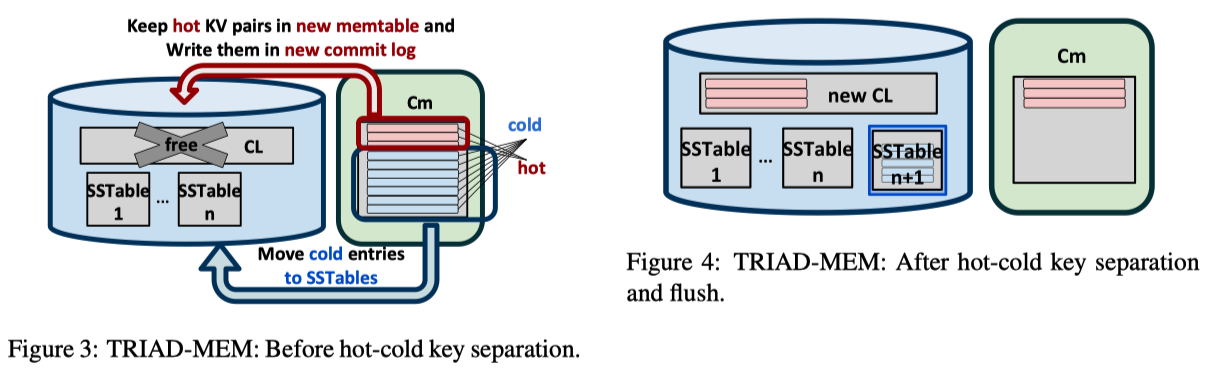 Keep hot KV pairs in new memtable and
Write them in new commit log
Cm
free
CL
cold
hot
SSTable
1
...
SSTable
n
Move cold entries
to SSTables
Figure 3: TRIAD-MEM: Before hot-cold key separation.
new CL
Cm
SSTable
1
...
SSTable
n
SSTable
n+1
Figure 4: TRIAD-MEM: After hot-cold key separation
and flush.